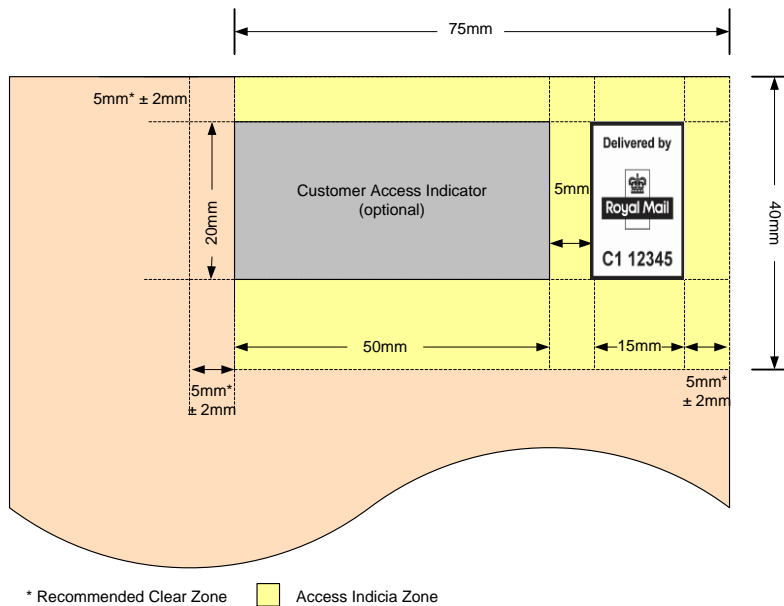 75mm
5mm* ± 2mm
Delivered by
Royal Mail
C1 12345
Customer Access Indicator
(optional)
5mm
20mm
40mm
50mm
15mm
5mm*
± 2mm
5mm*
± 2mm
* Recommended Clear Zone
Access Indicia Zone